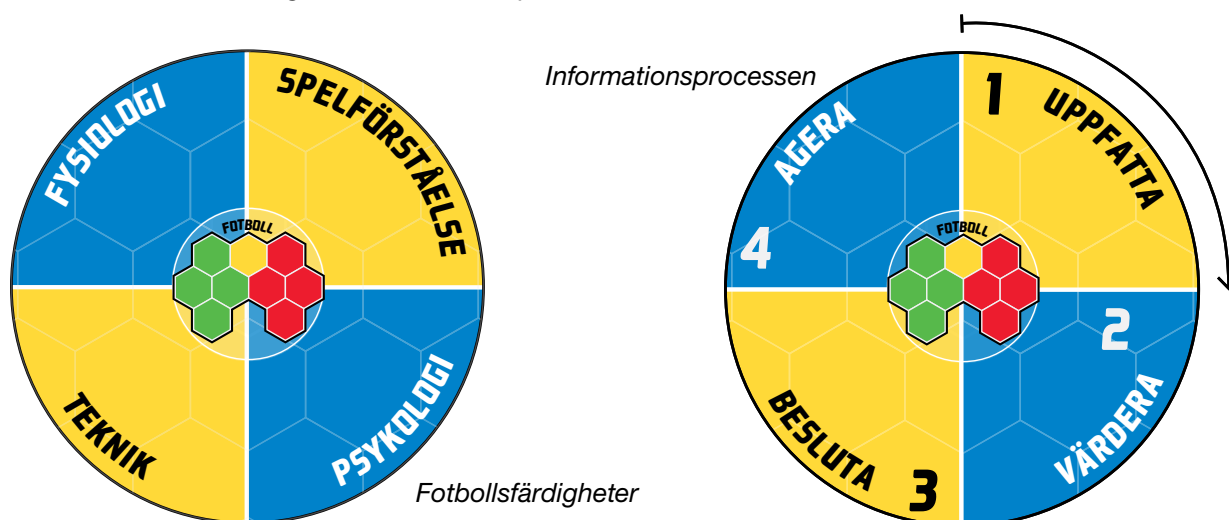 FYSIOLOGI
SPELFÖRSTÅELSE
FOTBOLL
TEKNIK
PSYKOLOGI
Fotbollsfärdigheter
Informationsprocessen
1 UPPFATTA
AGERA
4
FOTBOLL
2
VÄRDERA
BESLUTA 3